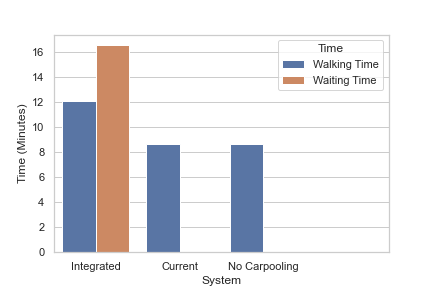 Time
Walking Time
Waiting Time
16
14
12
10
8
6
4
2
0
Time (Minutes)
Integrated Current No Carpooling
System